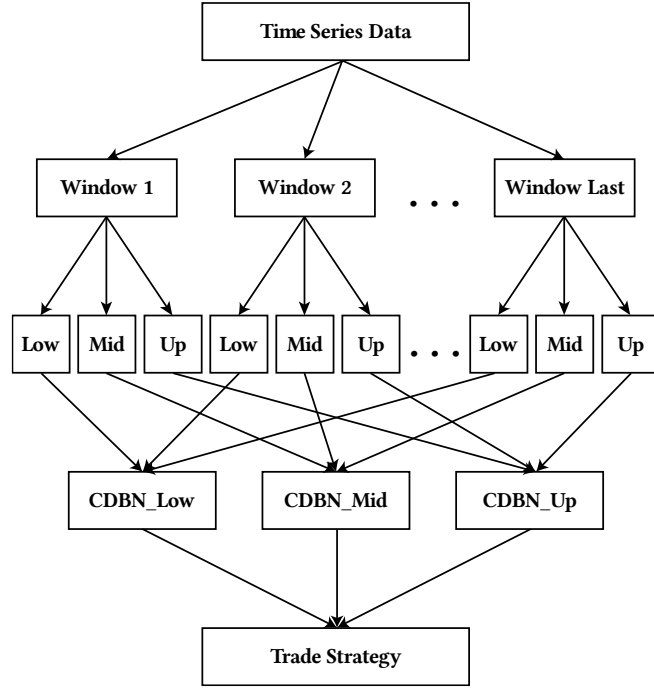 Time Series Data
Window 1
Window 2
. . .
Window Last
Low
Mid
Up
Low
Mid
Up
. . .
Low
Mid
Up
CDBN_Low
CDBN_Mid
CDBN_Up
Trade Strategy